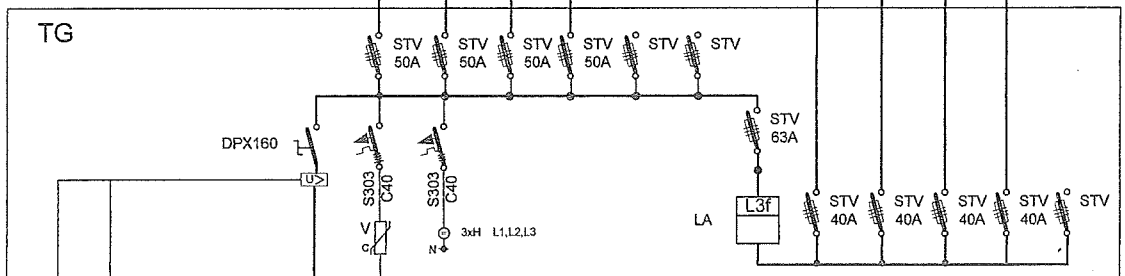 TG
STV 50A
STV 50A
STV 50A
STV 50A
STV
STV
DPX160
U>
S303 C40
S303 C40
V
C
3xH L1,L2,L3
N
STV 63A
LA
L3f
STV 40A
STV 40A
STV 40A
STV 40A
STV